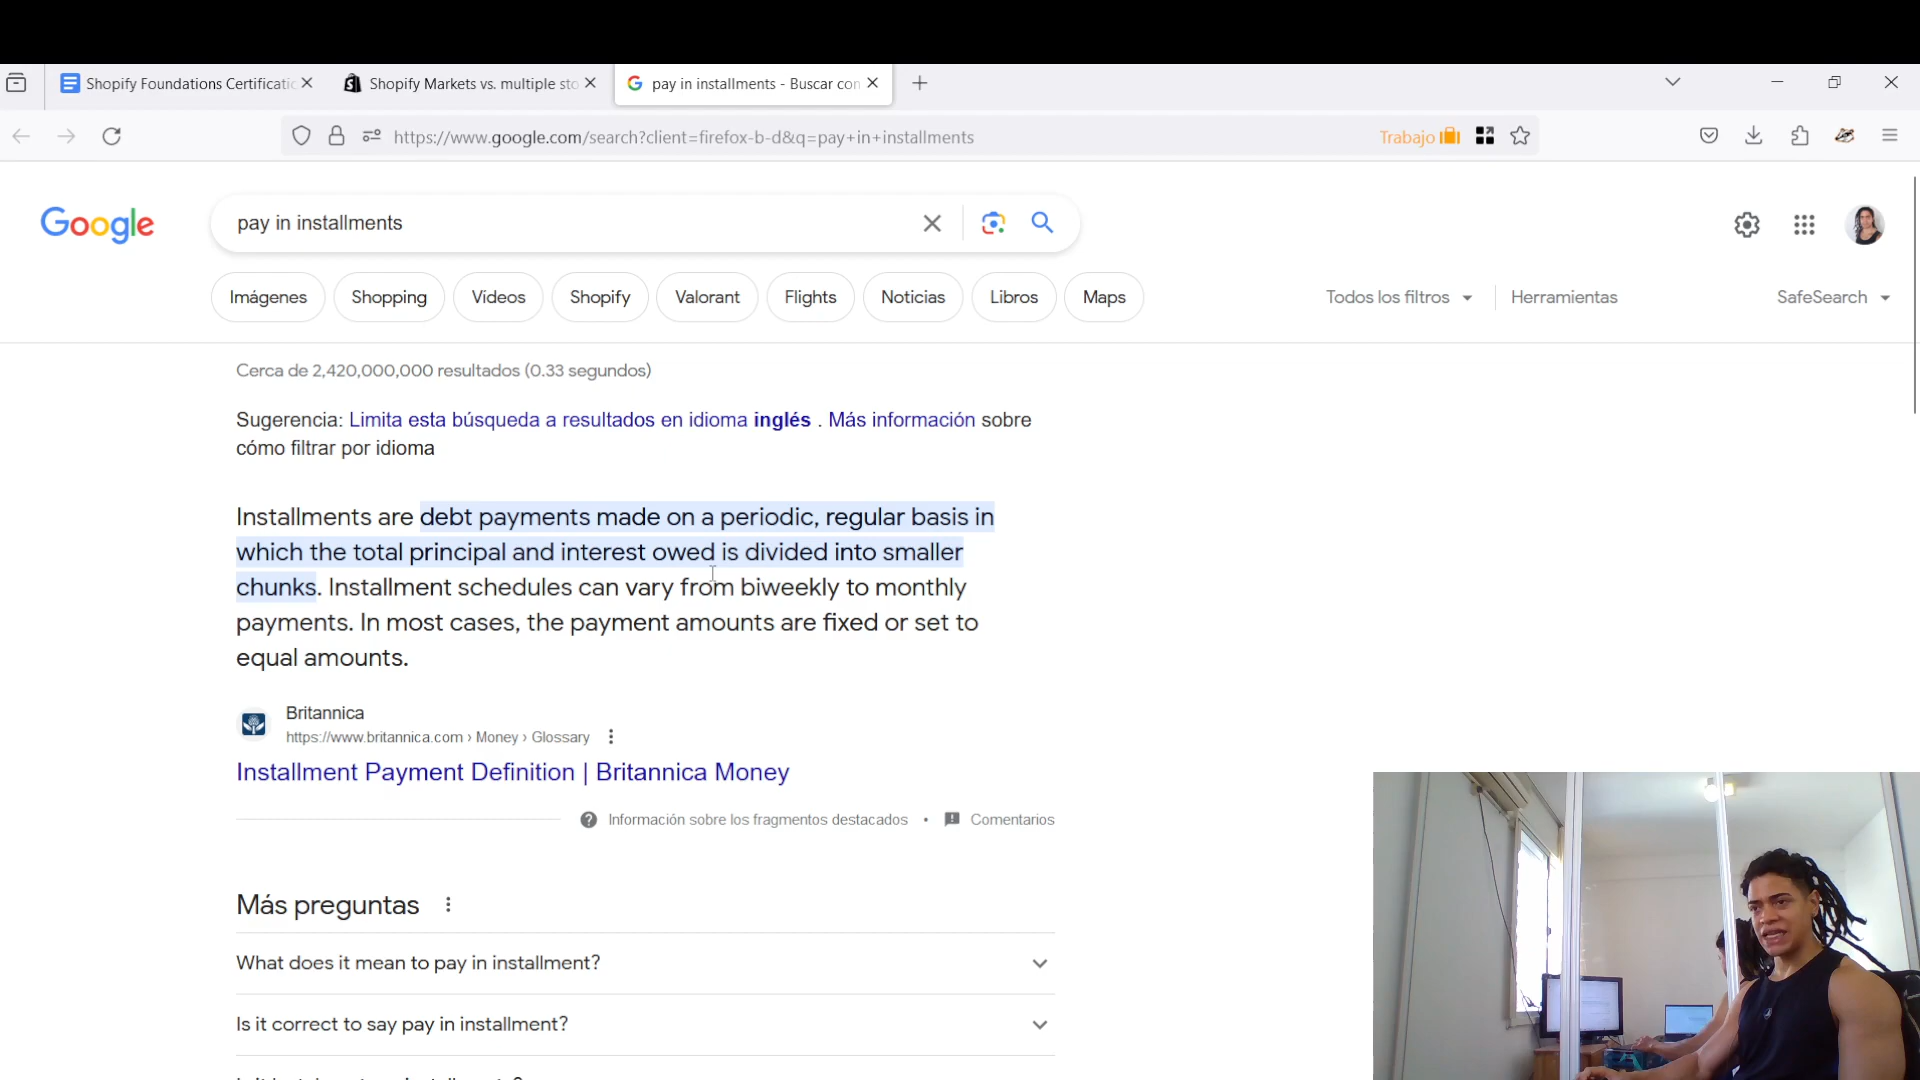 Shopify Foundations Certificatic
Shopify Markets vs. multiple sto
pay in installments - Buscar con
https://www.google.com/search?client=firefox-b-d&q=pay+in+installments
Trabajo
Google
pay in installments
Imágenes
Shopping
Vídeos
Shopify
Valorant
Flights
Noticias
Libros
Maps
Todos los filtros
Herramientas
SafeSearch
Cerca de 2,420,000,000 resultados (0.33 segundos)
Sugerencia: Limita esta búsqueda a resultados en idioma inglés . Más información sobre
cómo filtrar por idioma
Installments are debt payments made on a periodic, regular basis in
which the total principal and interest owed is divided into smaller
chunks. Installment schedules can vary from biweekly to monthly
payments. In most cases, the payment amounts are fixed or set to
equal amounts.
Britannica
https://www.britannica.com › Money › Glossary
Installment Payment Definition | Britannica Money
Información sobre los fragmentos destacados • Comentarios
Más preguntas
What does it mean to pay in installment?
Is it correct to say pay in installment?